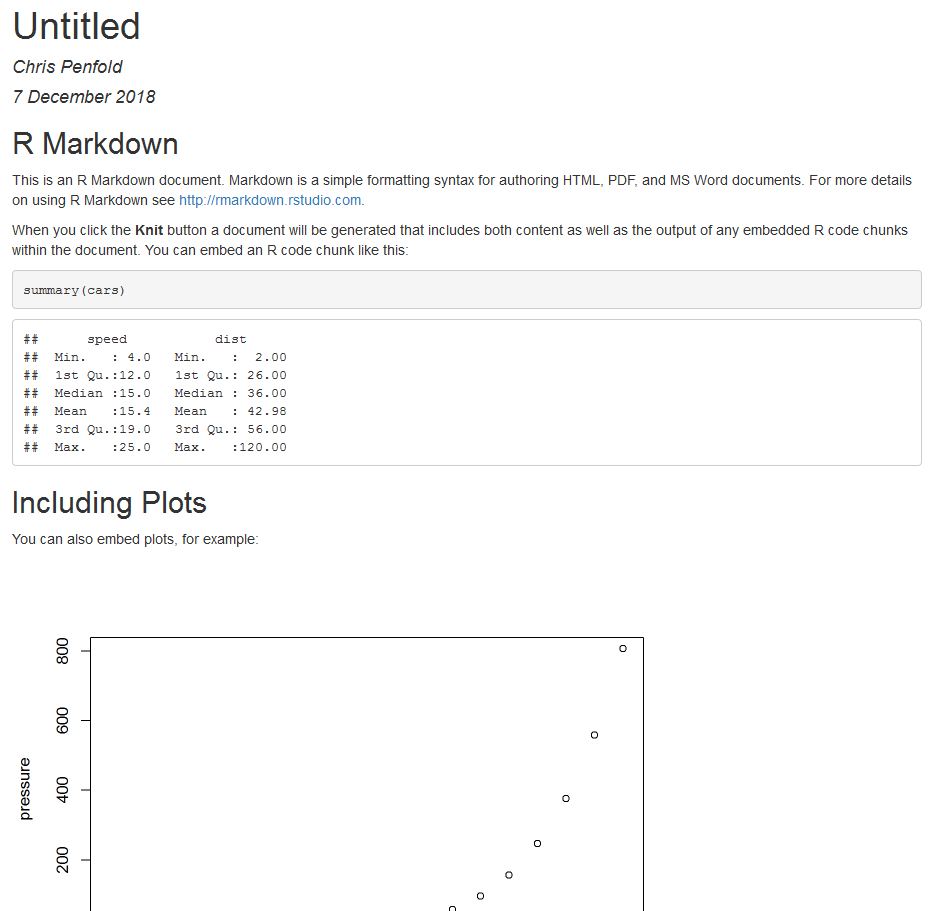 Untitled
Chris Penfold
7 December 2018
R Markdown
This is an R Markdown document. Markdown is a simple formatting syntax for authoring HTML, PDF, and MS Word documents. For more details
on using R Markdown see http://rmarkdown.rstudio.com.
When you click the Knit button a document will be generated that includes both content as well as the output of any embedded R code chunks
within the document. You can embed an R code chunk like this:
summary(cars)
##      speed           dist
##  Min.   : 4.0   Min.   :  2.00
##  1st Qu.:12.0   1st Qu.: 26.00
##  Median :15.0   Median : 36.00
##  Mean   :15.4   Mean   : 42.98
##  3rd Qu.:19.0   3rd Qu.: 56.00
##  Max.   :25.0   Max.   :120.00
Including Plots
You can also embed plots, for example:
800
600
400
200
pressure